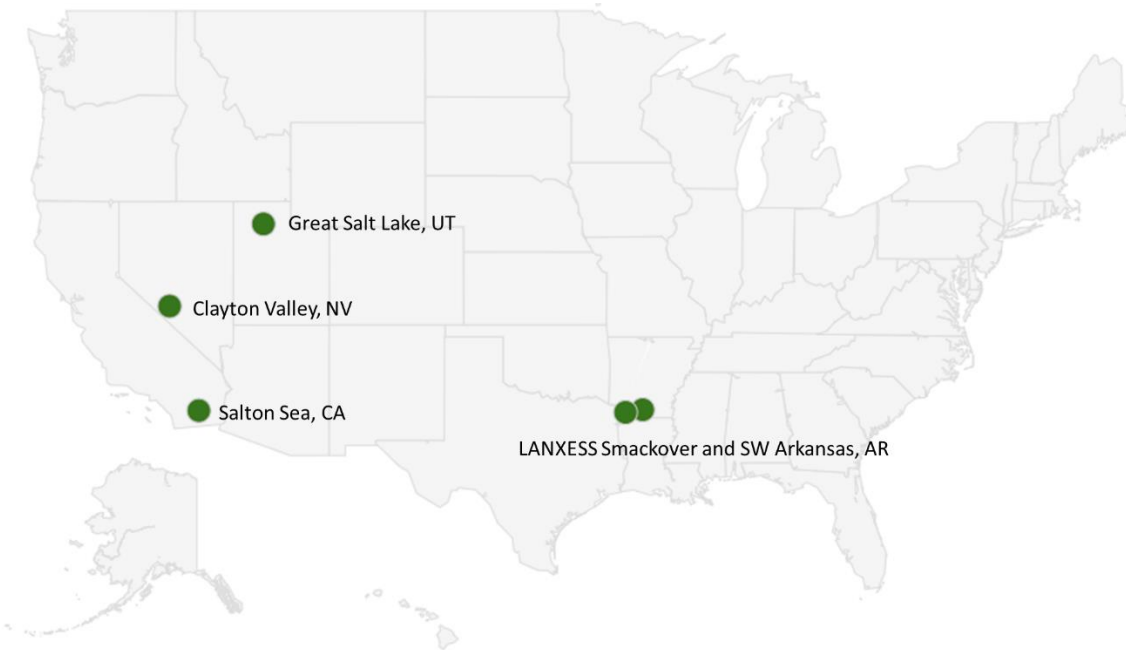 Great Salt Lake, UT
Clayton Valley, NV
Salton Sea, CA
LANXESS Smackover and SW Arkansas, AR